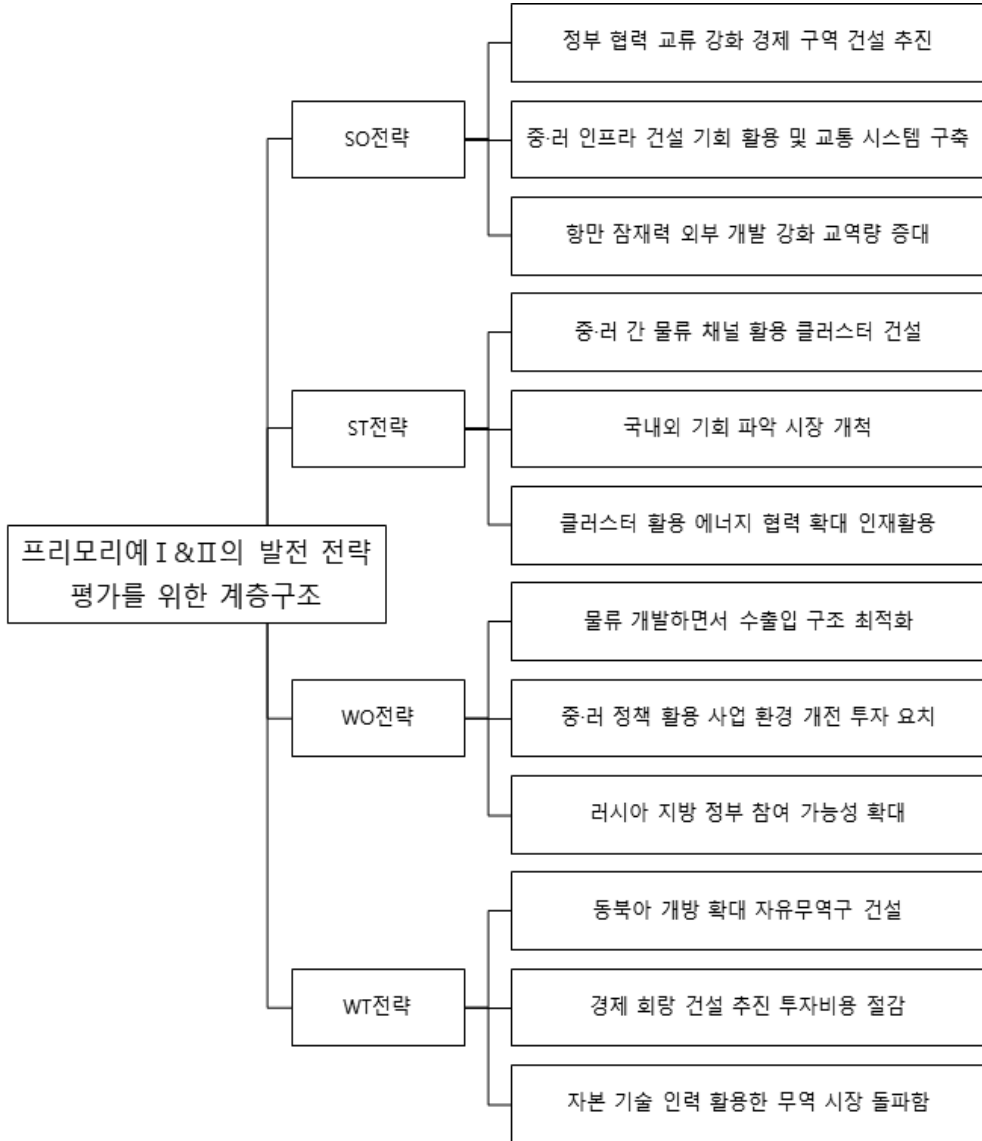 정부 협력 교류 강화 경제 구역 건설 추진
SO전략
중·러 인프라 건설 기회 활용 및 교통 시스템 구축
항만 잠재력 외부 개발 강화 교역량 증대
중·러 간 물류 채널 활용 클러스터 건설
ST전략
국내외 기회 파악 시장 개척
클러스터 활용 에너지 협력 확대 인재활용
프리모리예Ⅰ&Ⅱ의 발전 전략
평가를 위한 계층구조
물류 개발하면서 수출입 구조 최적화
WO전략
중·러 정책 활용 사업 환경 개전 투자 요치
러시아 지방 정부 참여 가능성 확대
동북아 개방 확대 자유무역구 건설
WT전략
경제 회랑 건설 추진 투자비용 절감
자본 기술 인력 활용한 무역 시장 돌파함